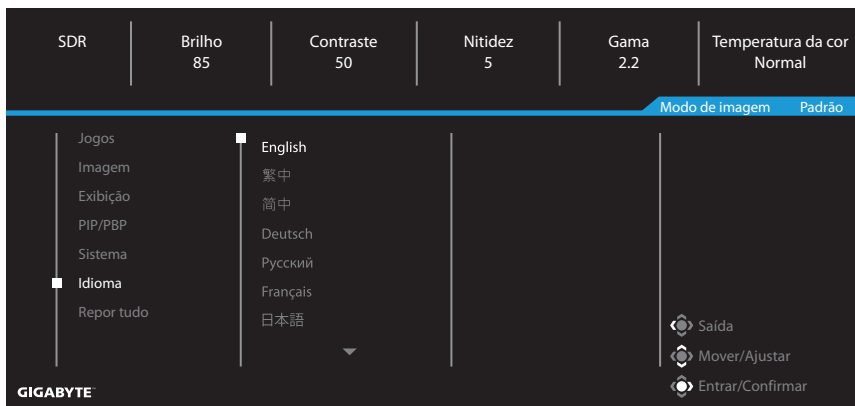 SDR
Brilho
85
Contraste
50
Nitidez
5
Gama
2.2
Temperatura da cor
Normal
Modo de imagem Padrão
Jogos
Imagem
Exibição
PIP/PBP
Sistema
Idioma
Repor tudo
English
繁中
简中
Deutsch
Русский
Français
日本語
Saída
Mover/Ajustar
Entrar/Confirmar
GIGABYTE™